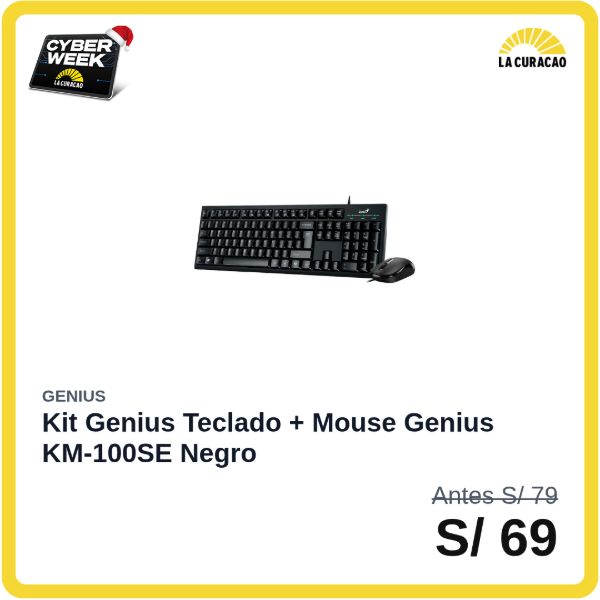 CYBER
WEEK
LA CURACAO
LA CURACAO
GENIUS
Kit Genius Teclado + Mouse Genius
KM-100SE Negro
Antes S/ 79
S/ 69